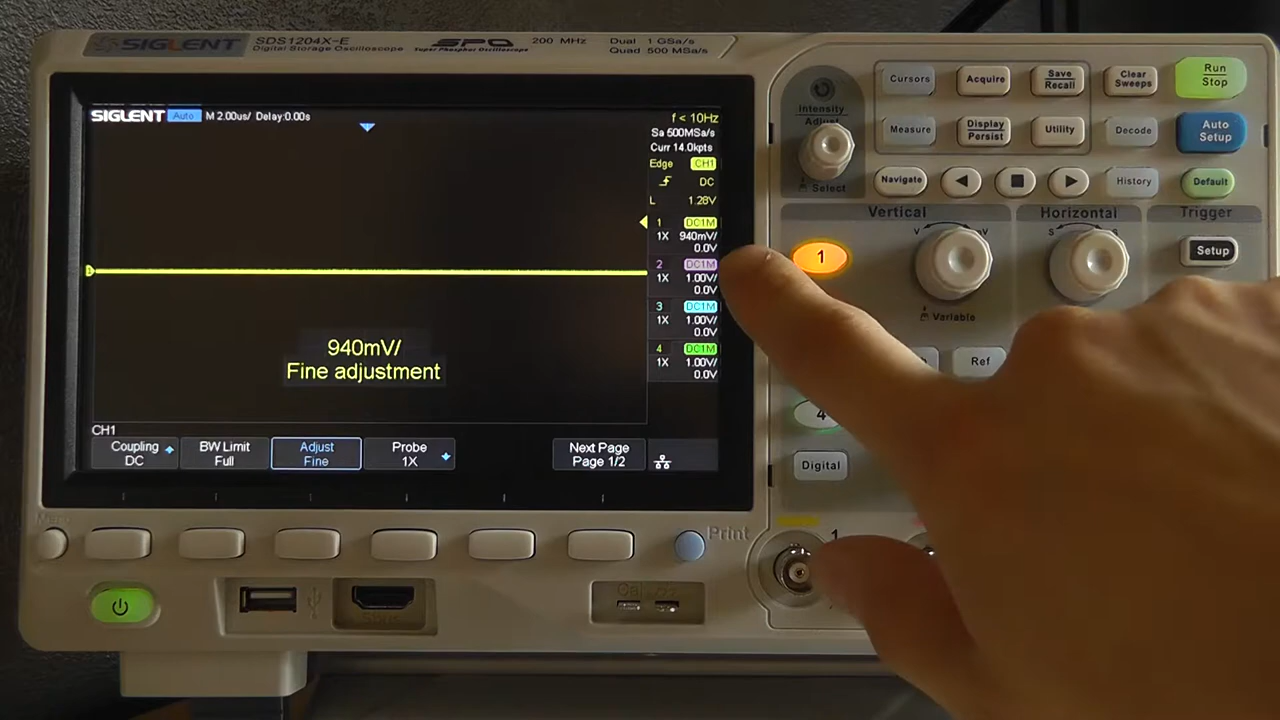 SIGLENT SDS1204X-E SPO 200 MHz Dual 1 GSa/s
Digital Storage Oscilloscope Super Phosphor Oscilloscope Quad 500 MSa/s
SIGLENT Auto M 2.00us/ Delay:0.00s
f < 10Hz
Sa 500MSa/s
Curr 14.0kpts
Edge CH1
DC
L 1.28V
1 DC1M
1X 940mV/
0.0V
2 DC1M
1X 1.00V/
0.0V
3 DC1M
1X 1.00V/
0.0V
4 DC1M
1X 1.00V/
0.0V
940mV/
Fine adjustment
CH1
Coupling
DC
BW Limit
Full
Adjust
Fine
Probe
1X
Next Page
Page 1/2
Menu
Print
Intensity
Adjust
Select
Cursors
Acquire
Save
Recall
Clear
Sweeps
Run
Stop
Measure
Display
Persist
Utility
Decode
Auto
Setup
Navigate
History
Default
Vertical
Horizontal
Trigger
1
V
Variable
S
Setup
Ref
4
Digital
1
Cal